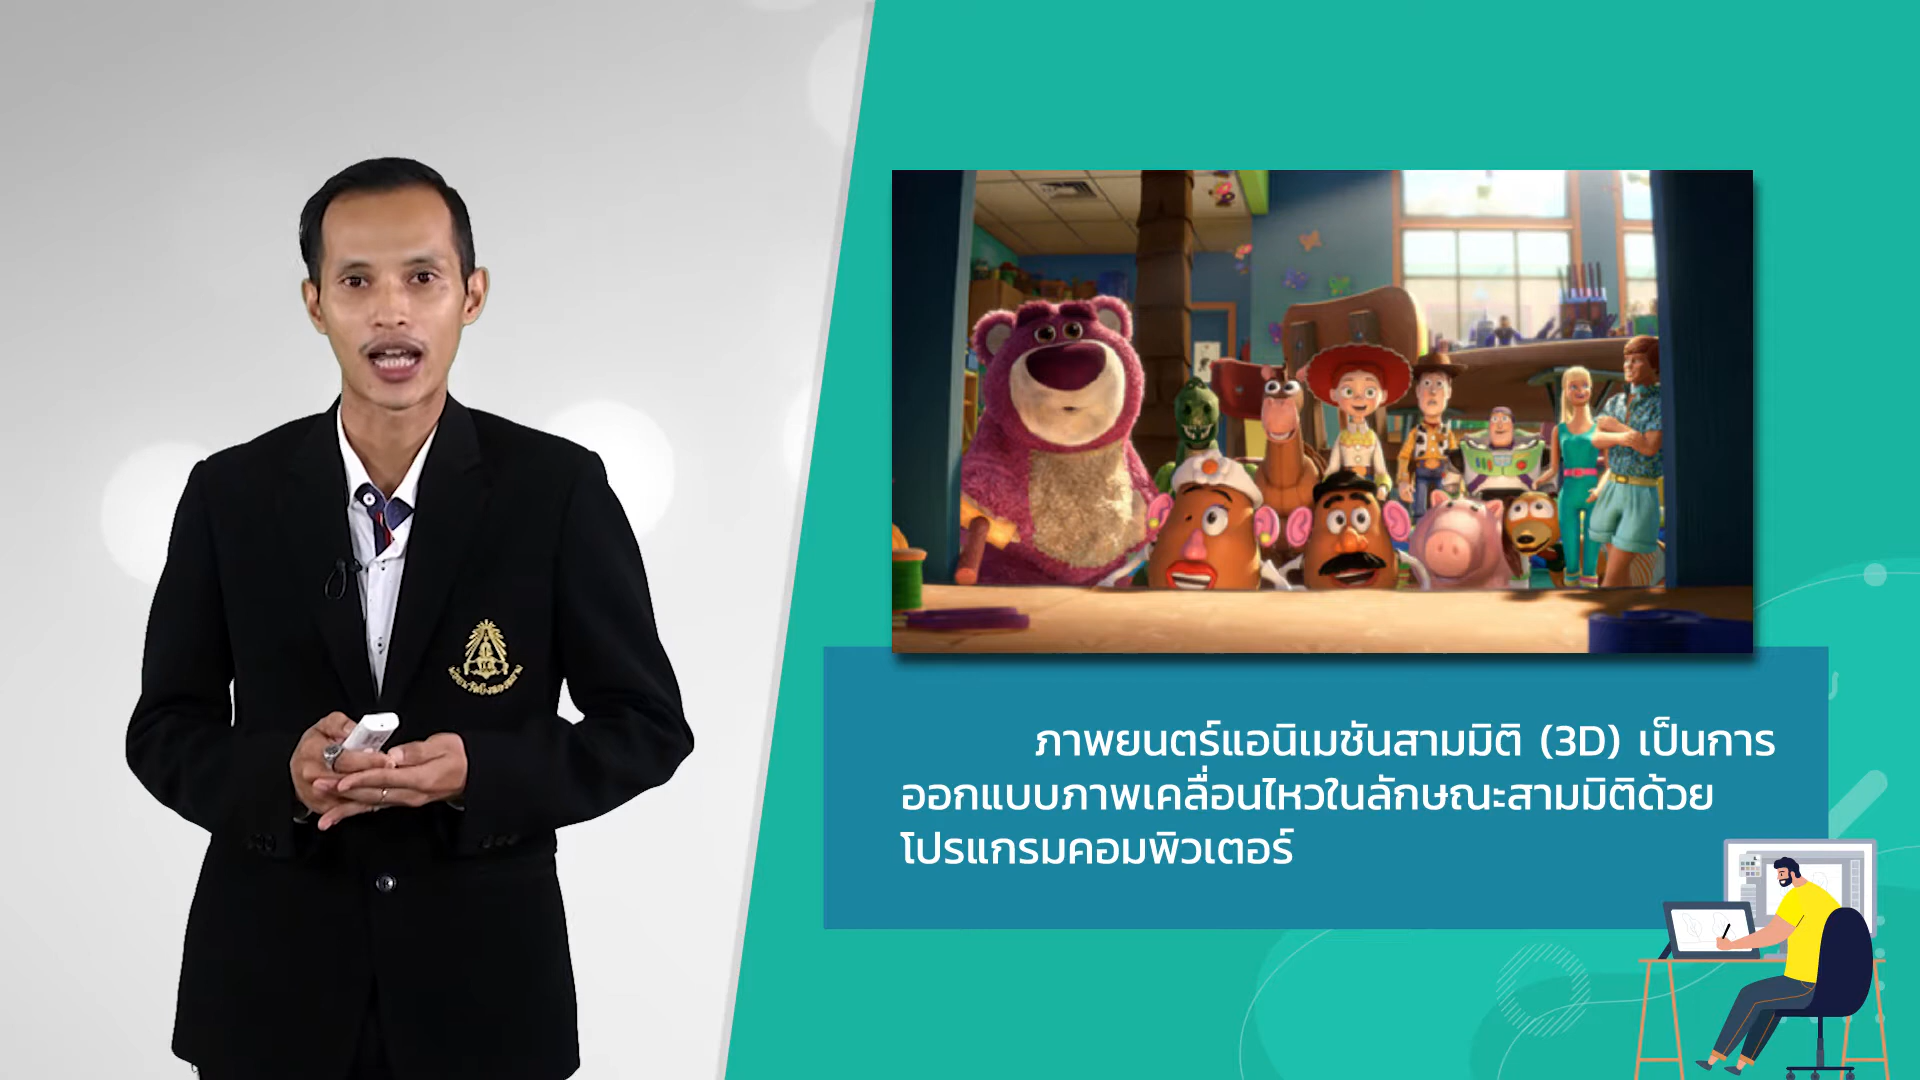 ภาพยนตร์แอนิเมชันสามมิติ (3D) เป็นการ
ออกแบบภาพเคลื่อนไหวในลักษณะสามมิติด้วย
โปรแกรมคอมพิวเตอร์